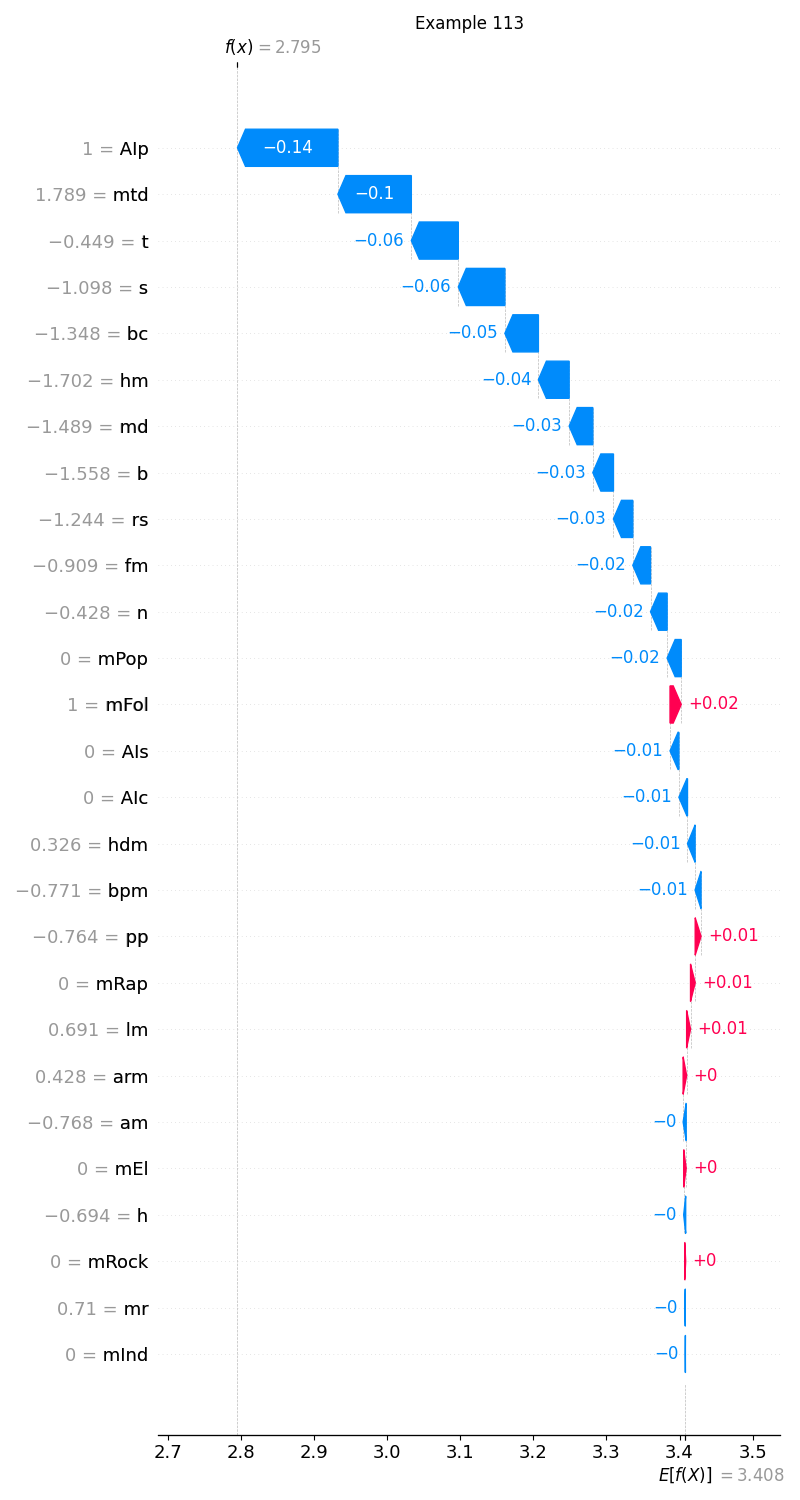 Example 113
f(x) = 2.795
1 = AIp −0.14
1.789 = mtd −0.1
−0.449 = t −0.06
−1.098 = s −0.06
−1.348 = bc −0.05
−1.702 = hm −0.04
−1.489 = md −0.03
−1.558 = b −0.03
−1.244 = rs −0.03
−0.909 = fm −0.02
−0.428 = n −0.02
0 = mPop −0.02
1 = mFol +0.02
0 = AIs −0.01
0 = AIc −0.01
0.326 = hdm −0.01
−0.771 = bpm −0.01
−0.764 = pp +0.01
0 = mRap +0.01
0.691 = lm +0.01
0.428 = arm +0
−0.768 = am −0
0 = mEl +0
−0.694 = h −0
0 = mRock +0
0.71 = mr −0
0 = mInd −0
2.7 2.8 2.9 3.0 3.1 3.2 3.3 3.4 3.5
E[f(X)] = 3.408